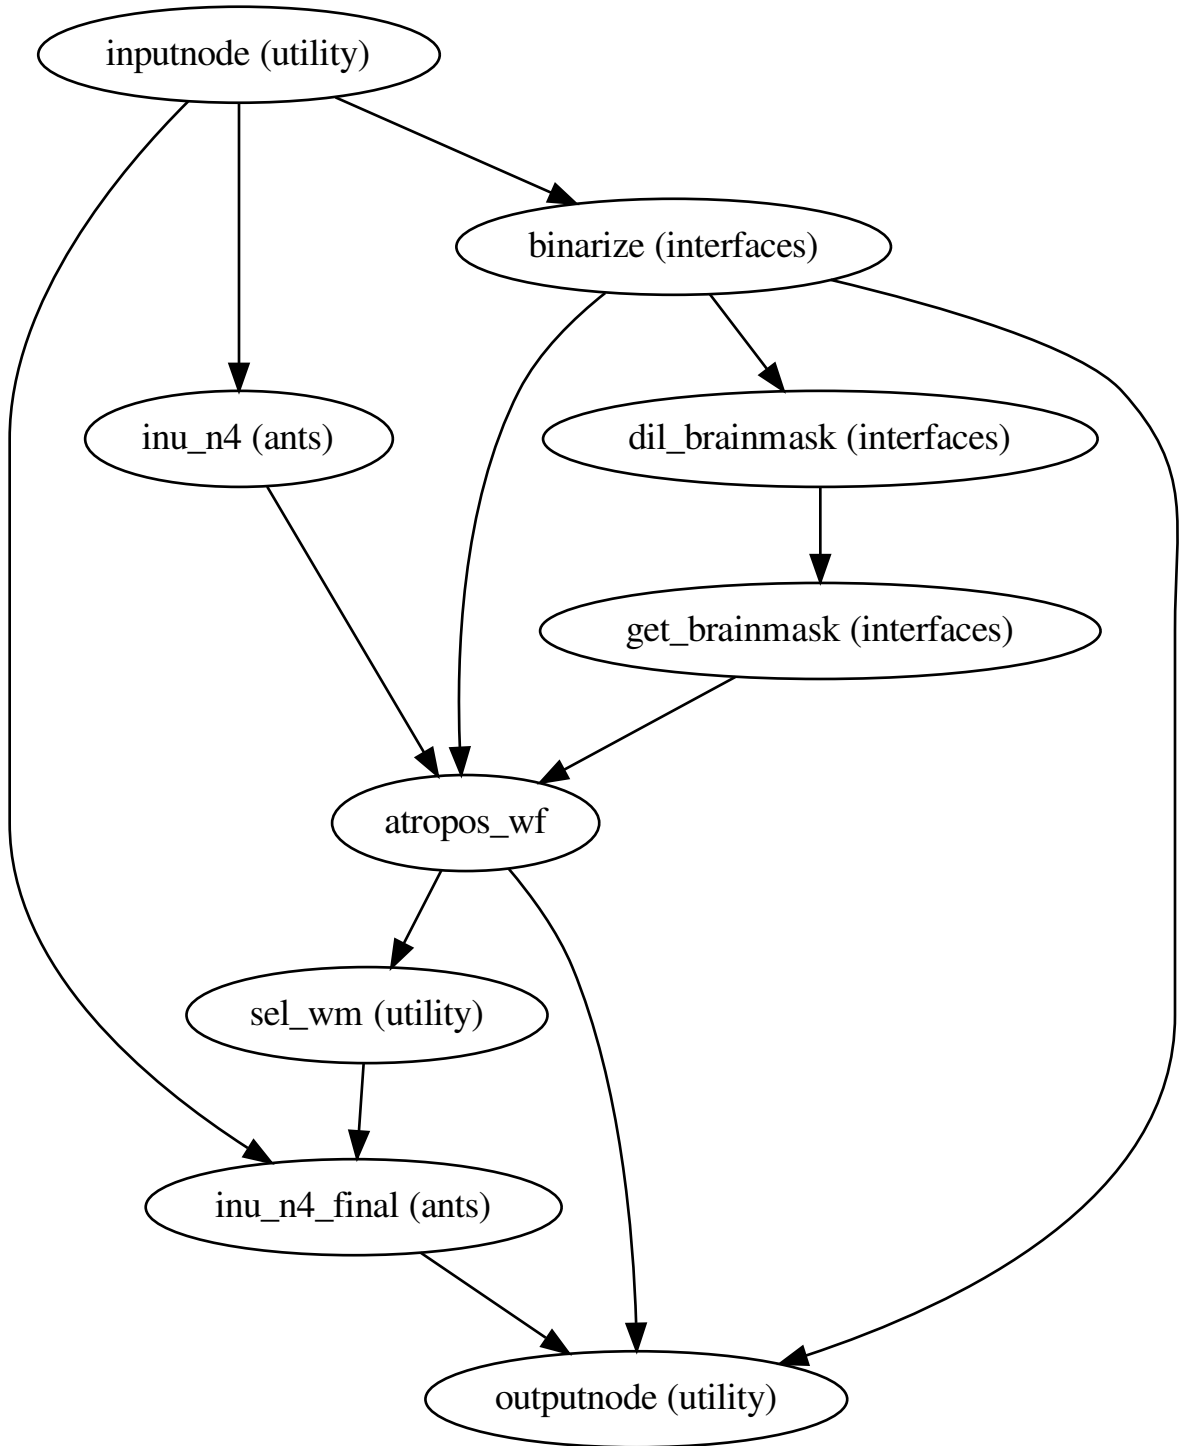 inputnode (utility)
binarize (interfaces)
inu_n4 (ants)
dil_brainmask (interfaces)
get_brainmask (interfaces)
atropos_wf
sel_wm (utility)
inu_n4_final (ants)
outputnode (utility)